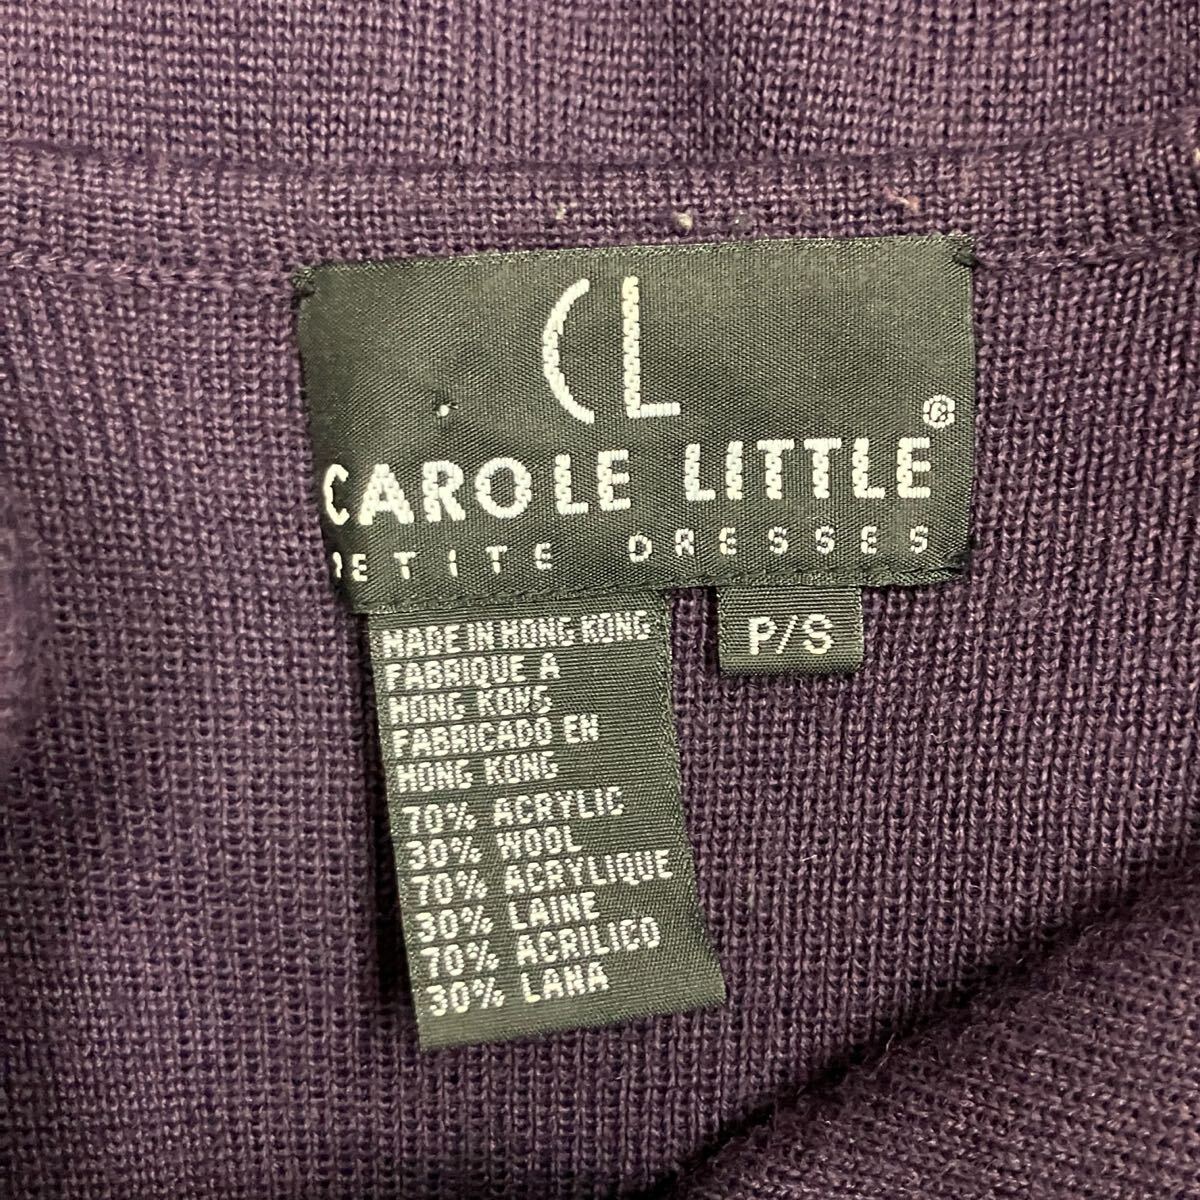 CL
CAROLE LITTLE®
PETITE DRESSES
P/S
MADE IN HONG KONG
FABRIQUE A
HONG KONG
FABRICADO EN
HONG KONG
70% ACRYLIC
30% WOOL
70% ACRYLIQUE
30% LAINE
70% ACRILICO
30% LANA